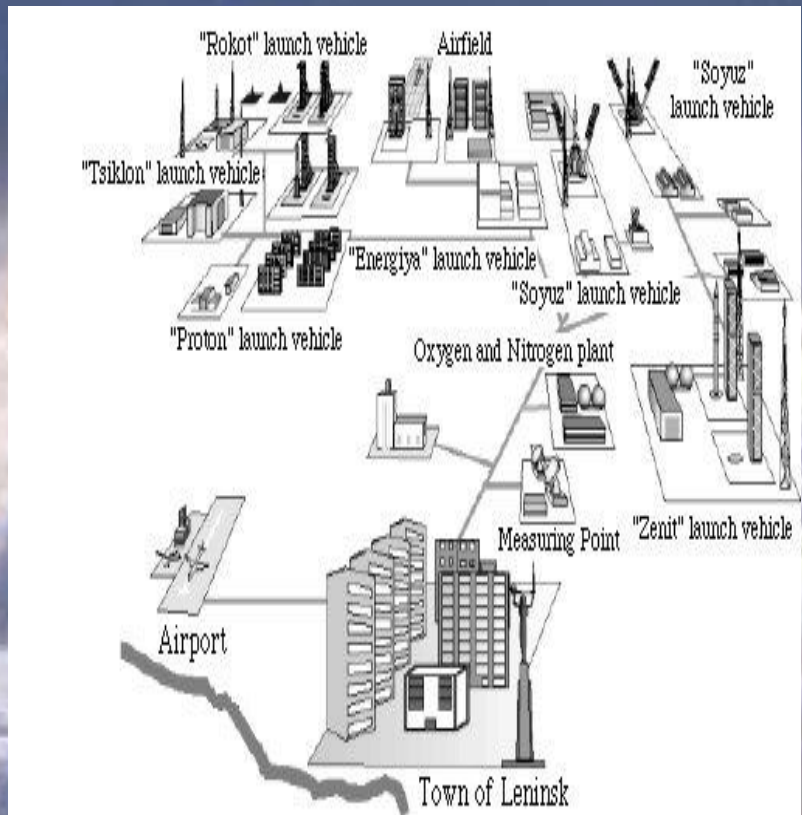 "Rokot" launch vehicle
Airfield
"Soyuz"
launch vehicle
"Tsiklon" launch vehicle
"Energiya" launch vehicle
"Soyuz" launch vehicle
"Proton" launch vehicle
Oxygen and Nitrogen plant
"Zenit" launch vehicle
Measuring Point
Airport
Town of Leninsk